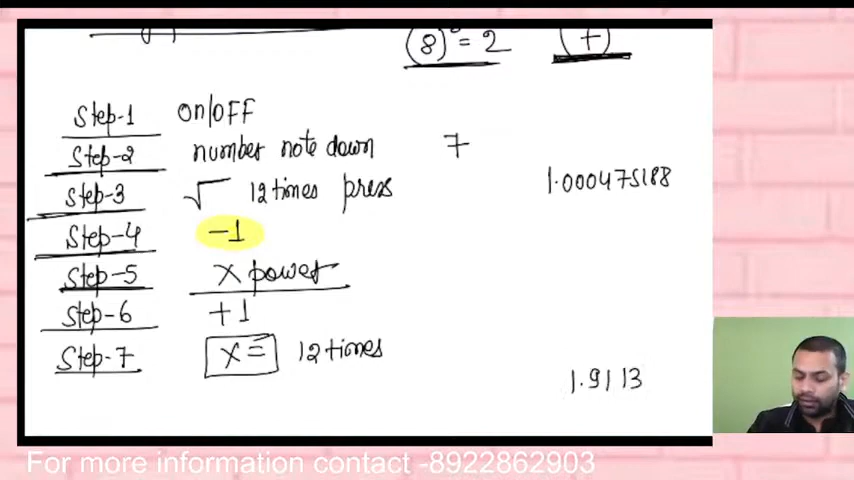 (8) = 2 (7)
Step-1 on/OFF
Step-2 number note down 7
Step-3 √ 12 times press 1.000475188
Step-4 -1
Step-5 x power
Step-6 +1
Step-7 x = 12 times
1.9113
For more information contact -8922862903